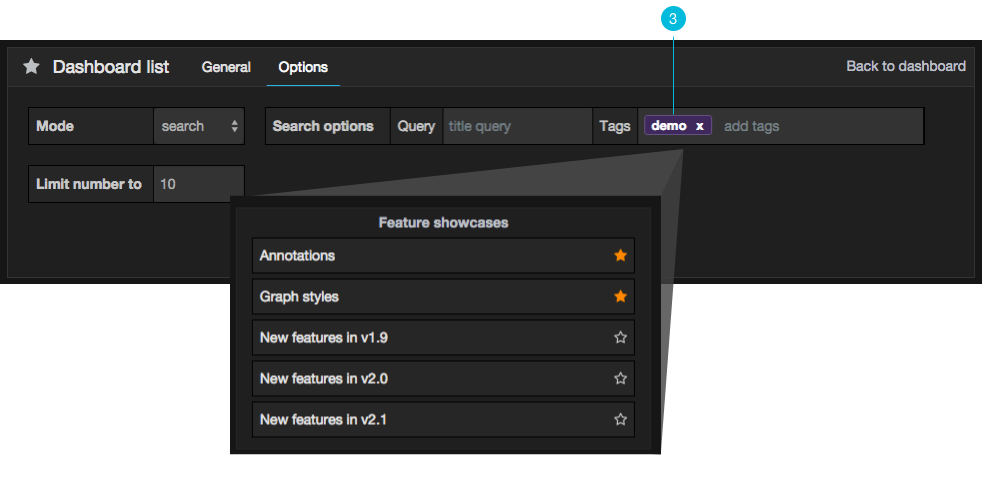 3
Dashboard list General Options Back to dashboard
Mode search Search options Query title query Tags demo x add tags
Limit number to 10
Feature showcases
Annotations
Graph styles
New features in v1.9
New features in v2.0
New features in v2.1